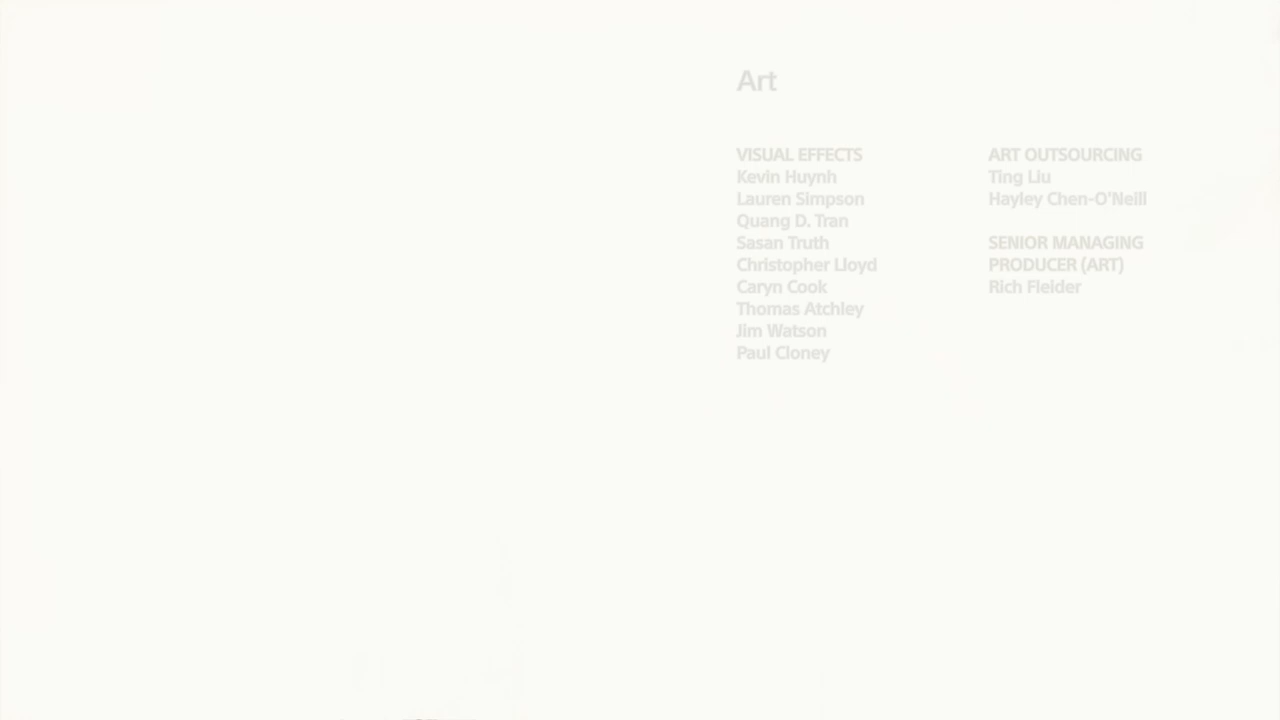 Art
VISUAL EFFECTS
Kevin Huynh
Lauren Simpson
Quang D. Tran
Sasan Truth
Christopher Lloyd
Caryn Cook
Thomas Atchley
Jim Watson
Paul Cloney
ART OUTSOURCING
Ting Liu
Hayley Chen-O'Neill
SENIOR MANAGING
PRODUCER (ART)
Rich Fleider